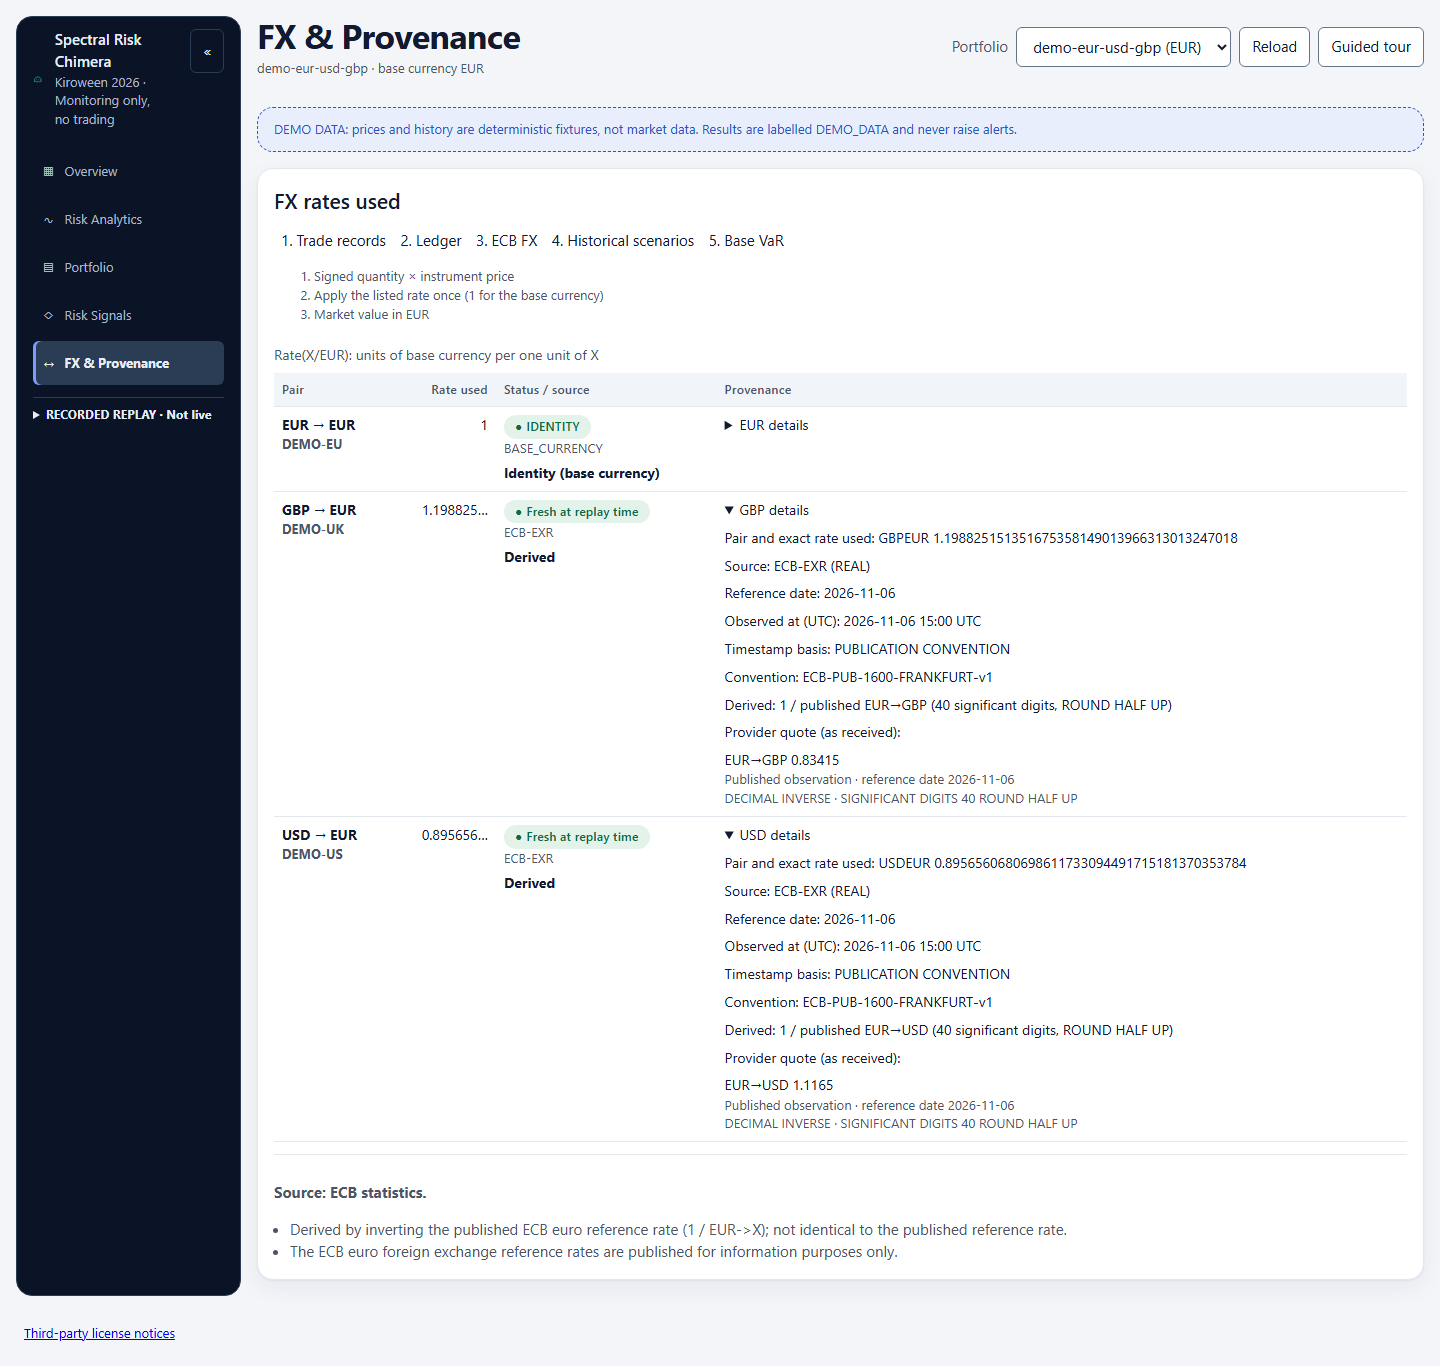 Spectral Risk
Chimera
Kiroween 2026 ·
Monitoring only,
no trading
«
Overview
Risk Analytics
Portfolio
Risk Signals
FX & Provenance
RECORDED REPLAY · Not live
FX & Provenance
demo-eur-usd-gbp · base currency EUR
Portfolio
demo-eur-usd-gbp (EUR)
Reload
Guided tour
DEMO DATA: prices and history are deterministic fixtures, not market data. Results are labelled DEMO_DATA and never raise alerts.
FX rates used
1. Trade records 2. Ledger 3. ECB FX 4. Historical scenarios 5. Base VaR
1. Signed quantity × instrument price
2. Apply the listed rate once (1 for the base currency)
3. Market value in EUR
Rate(X/EUR): units of base currency per one unit of X
Pair Rate used Status / source Provenance
EUR → EUR 1 ● IDENTITY ▶ EUR details
DEMO-EU
BASE_CURRENCY
Identity (base currency)
GBP → EUR 1.198825… ● Fresh at replay time ▼ GBP details
DEMO-UK
ECB-EXR
Derived
Pair and exact rate used: GBPEUR 1.198825151351675358149013966313013247018
Source: ECB-EXR (REAL)
Reference date: 2026-11-06
Observed at (UTC): 2026-11-06 15:00 UTC
Timestamp basis: PUBLICATION CONVENTION
Convention: ECB-PUB-1600-FRANKFURT-v1
Derived: 1 / published EUR→GBP (40 significant digits, ROUND HALF UP)
Provider quote (as received):
EUR→GBP 0.83415
Published observation · reference date 2026-11-06
DECIMAL INVERSE · SIGNIFICANT DIGITS 40 ROUND HALF UP
USD → EUR 0.895656… ● Fresh at replay time ▼ USD details
DEMO-US
ECB-EXR
Derived
Pair and exact rate used: USDEUR 0.8956560680698611733094491715181370353784
Source: ECB-EXR (REAL)
Reference date: 2026-11-06
Observed at (UTC): 2026-11-06 15:00 UTC
Timestamp basis: PUBLICATION CONVENTION
Convention: ECB-PUB-1600-FRANKFURT-v1
Derived: 1 / published EUR→USD (40 significant digits, ROUND HALF UP)
Provider quote (as received):
EUR→USD 1.1165
Published observation · reference date 2026-11-06
DECIMAL INVERSE · SIGNIFICANT DIGITS 40 ROUND HALF UP
Source: ECB statistics.
• Derived by inverting the published ECB euro reference rate (1 / EUR->X); not identical to the published reference rate.
• The ECB euro foreign exchange reference rates are published for information purposes only.
Third-party license notices